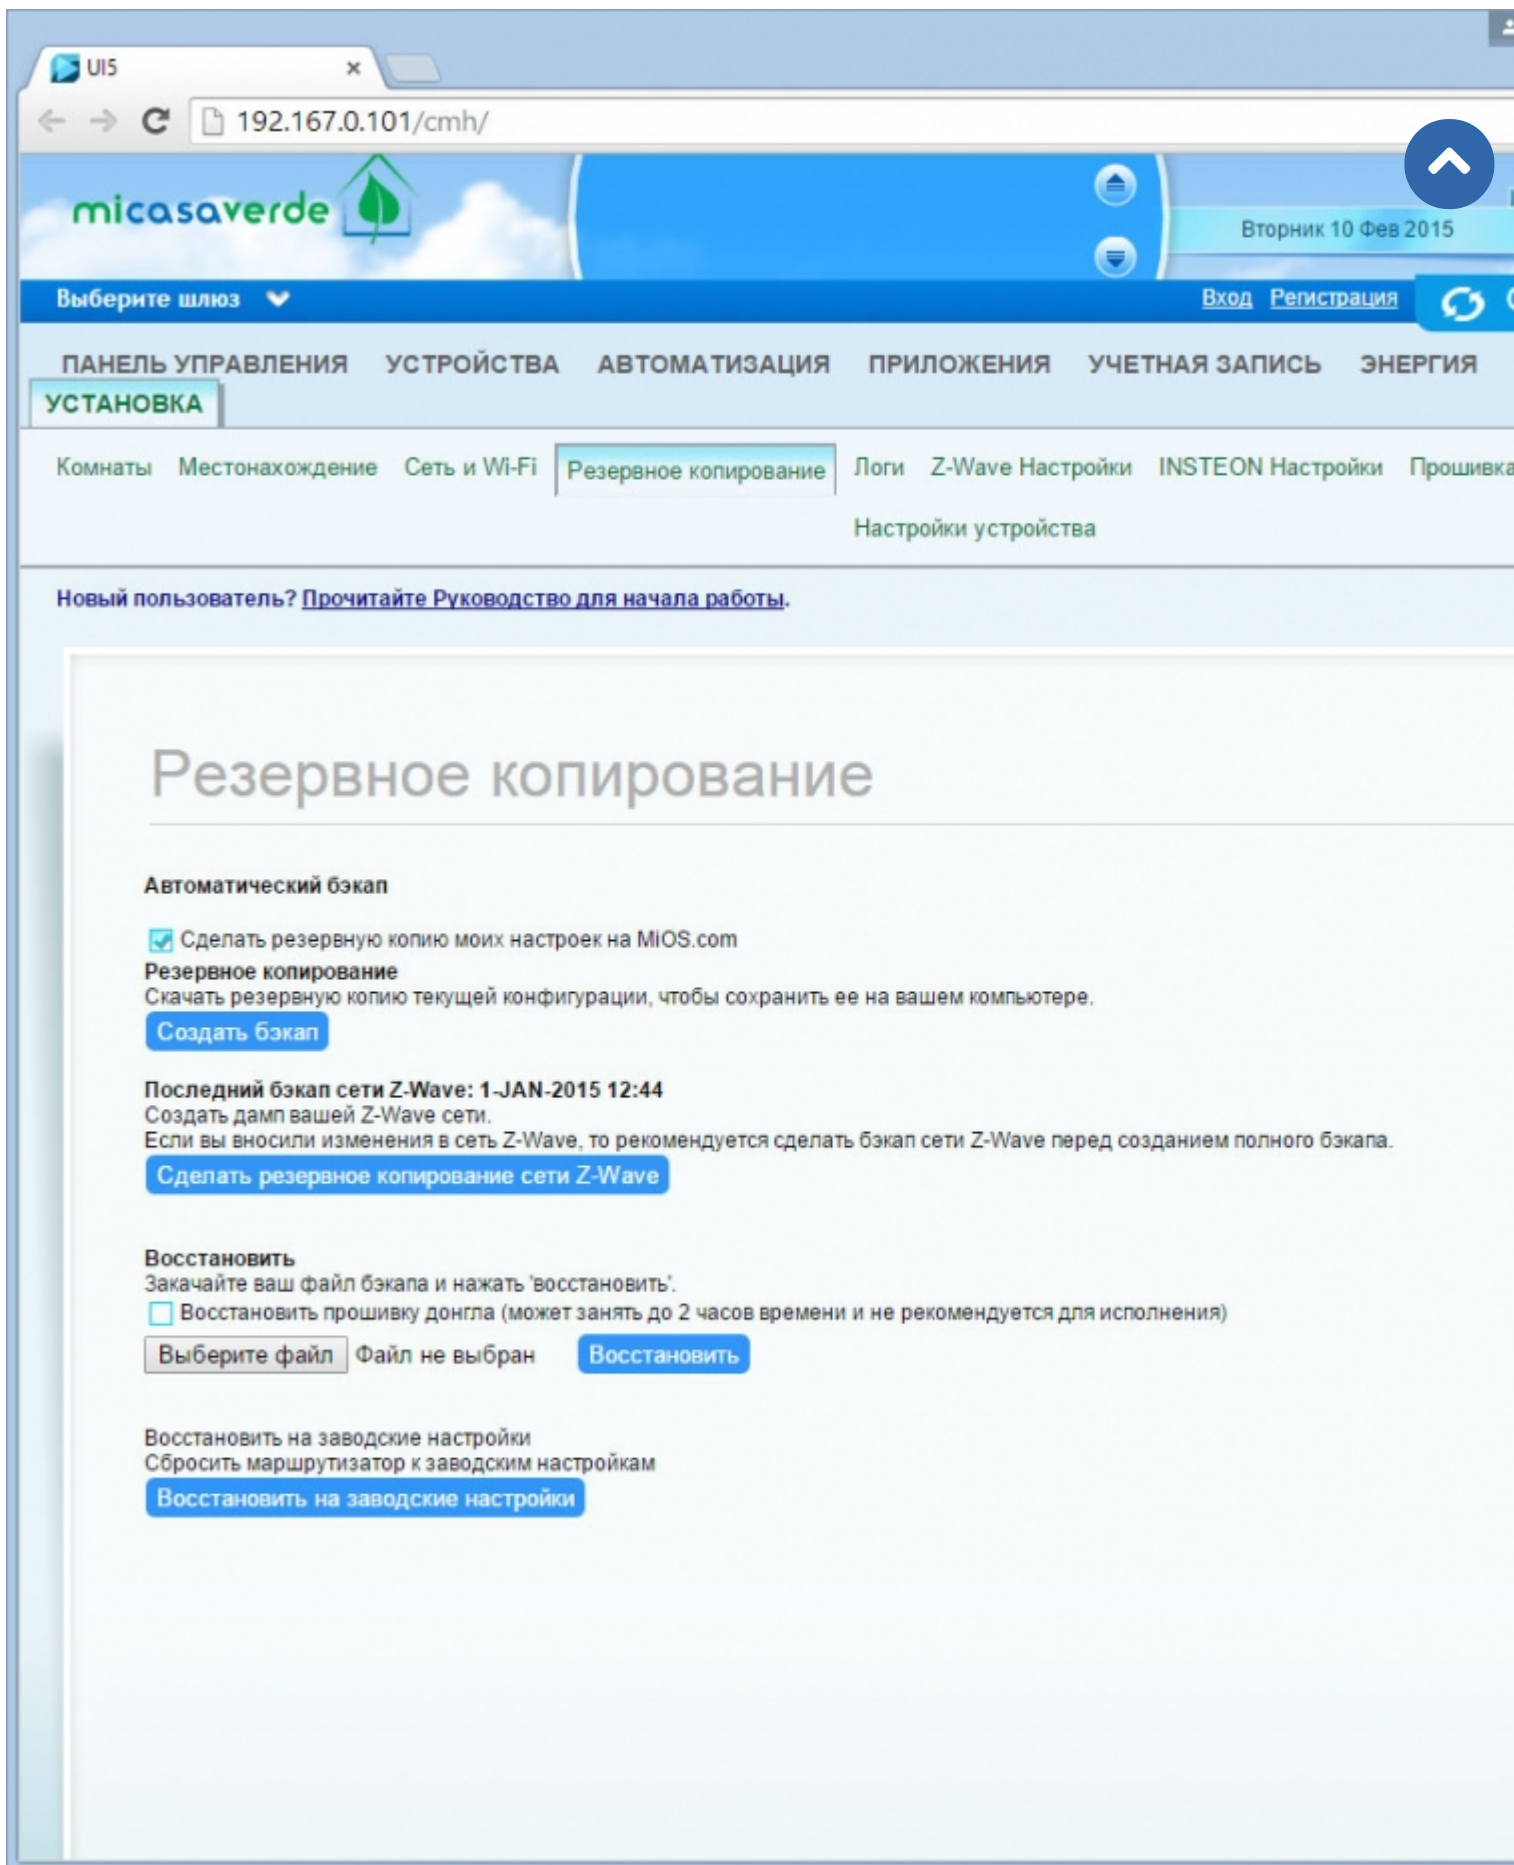 UI5
192.167.0.101/cmh/
micasaverde
Вторник 10 Фев 2015
Выберите шлюз
Вход Регистрация
ПАНЕЛЬ УПРАВЛЕНИЯ УСТРОЙСТВА АВТОМАТИЗАЦИЯ ПРИЛОЖЕНИЯ УЧЕТНАЯ ЗАПИСЬ ЭНЕРГИЯ
УСТАНОВКА
Комнаты Местонахождение Сеть и Wi-Fi Резервное копирование Логи Z-Wave Настройки INSTEON Настройки Прошивка
Настройки устройства
Новый пользователь? Прочитайте Руководство для начала работы.
Резервное копирование
Автоматический бэкап
Сделать резервную копию моих настроек на MiOS.com
Резервное копирование
Скачать резервную копию текущей конфигурации, чтобы сохранить ее на вашем компьютере.
Создать бэкап
Последний бэкап сети Z-Wave: 1-JAN-2015 12:44
Создать дамп вашей Z-Wave сети.
Если вы вносили изменения в сеть Z-Wave, то рекомендуется сделать бэкап сети Z-Wave перед созданием полного бэкапа.
Сделать резервное копирование сети Z-Wave
Восстановить
Закачайте ваш файл бэкапа и нажать 'восстановить'.
Восстановить прошивку донгла (может занять до 2 часов времени и не рекомендуется для исполнения)
Выберите файл Файл не выбран Восстановить
Восстановить на заводские настройки
Сбросить маршрутизатор к заводским настройкам
Восстановить на заводские настройки